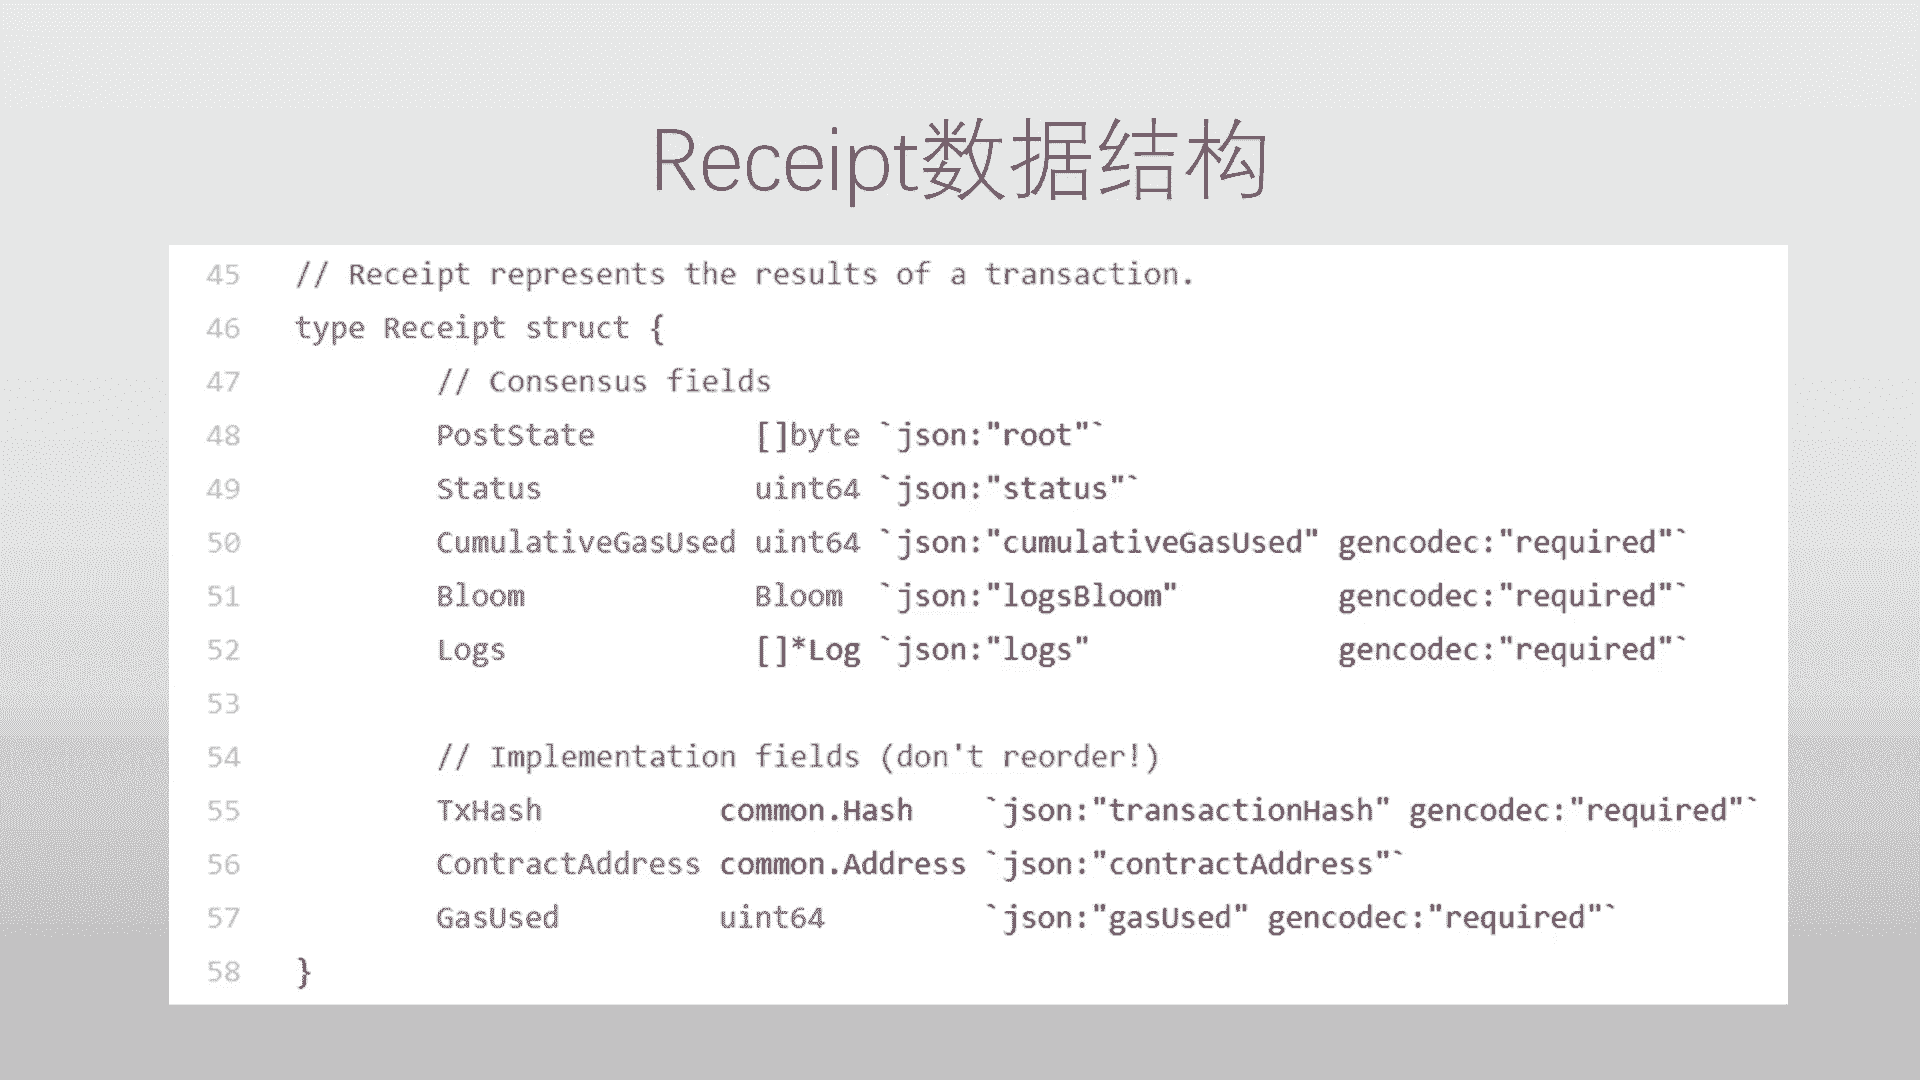 Receipt数据结构
45 // Receipt represents the results of a transaction.
46 type Receipt struct {
47 // Consensus fields
48 PostState []byte `json:"root"`
49 Status uint64 `json:"status"`
50 CumulativeGasUsed uint64 `json:"cumulativeGasUsed" gencodec:"required"`
51 Bloom Bloom `json:"logsBloom" gencodec:"required"`
52 Logs []*Log `json:"logs" gencodec:"required"`
53
54 // Implementation fields (don't reorder!)
55 TxHash common.Hash `json:"transactionHash" gencodec:"required"`
56 ContractAddress common.Address `json:"contractAddress"`
57 GasUsed uint64 `json:"gasUsed" gencodec:"required"`
58 }